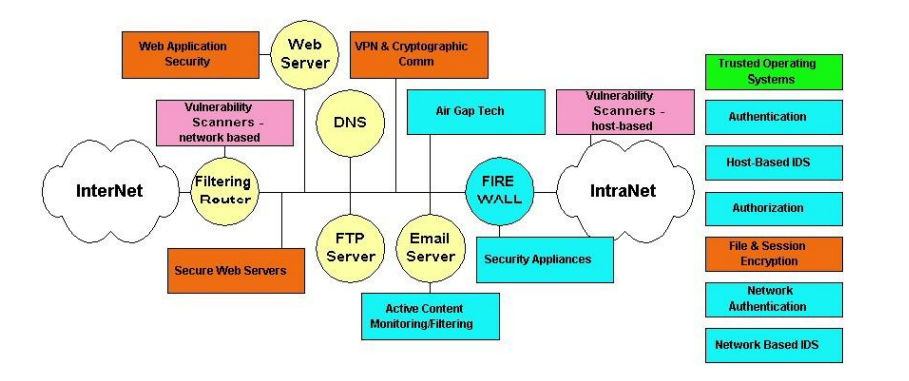 Web Application
Security
Web
Server
VPN & Cryptographic
Comm
Trusted Operating
Systems
Vulnerability
Scanners -
network based
DNS
Air Gap Tech
Vulnerability
Scanners -
host-based
Authentication
Host-Based IDS
InterNet
Filtering
Router
FIRE
WALL
IntraNet
Authorization
Secure Web Servers
FTP
Server
Email
Server
Security Appliances
File & Session
Encryption
Active Content
Monitoring/Filtering
Network
Authentication
Network Based IDS